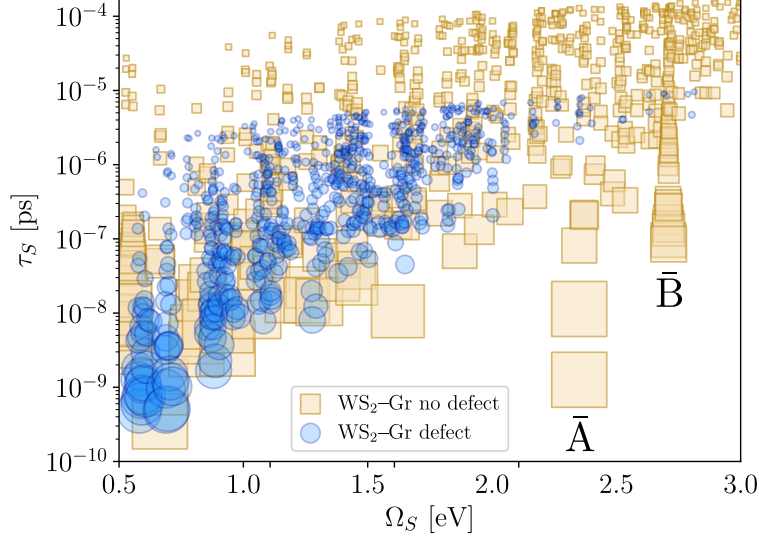 10⁻⁴
10⁻⁵
10⁻⁶
10⁻⁷
10⁻⁸
10⁻⁹
10⁻¹⁰
τ_S [ps]
B̄
Ā
WS₂–Gr no defect
WS₂–Gr defect
0.5 1.0 1.5 2.0 2.5 3.0
Ω_S [eV]